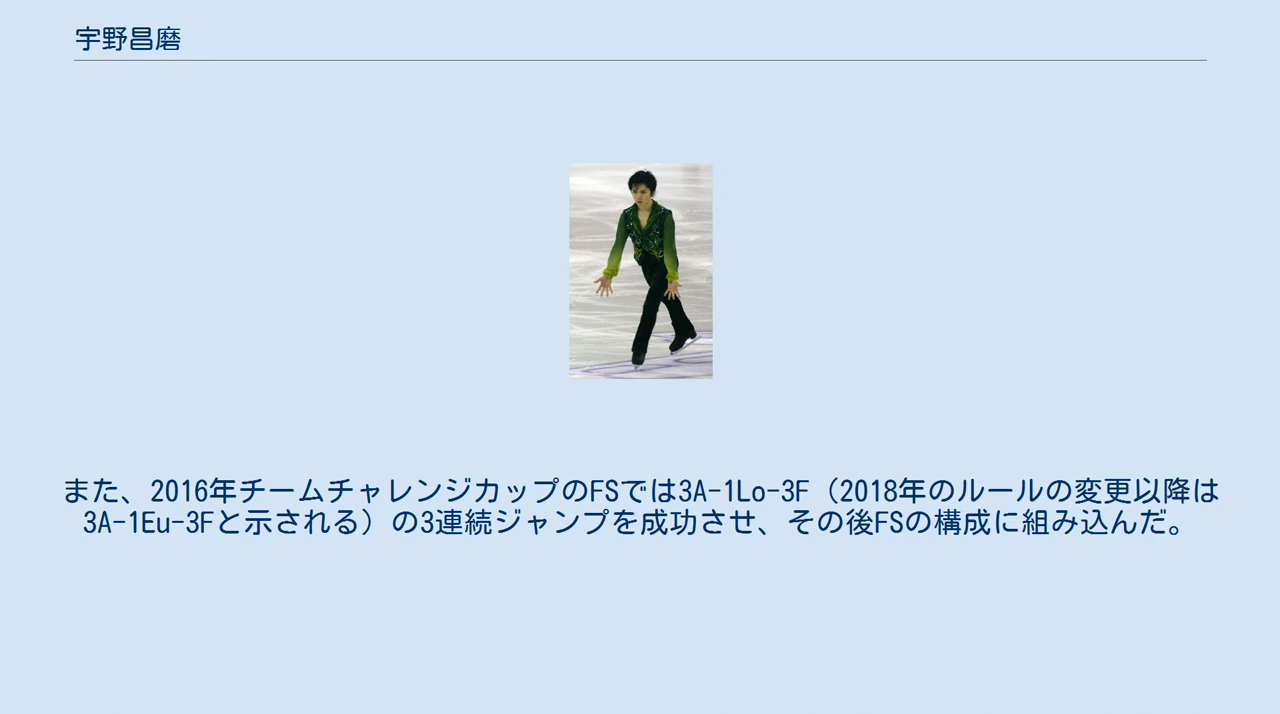 宇野昌磨
また、2016年チームチャレンジカップのFSでは3A-1Lo-3F（2018年のルールの変更以降は
3A-1Eu-3Fと示される）の3連続ジャンプを成功させ、その後FSの構成に組み込んだ。